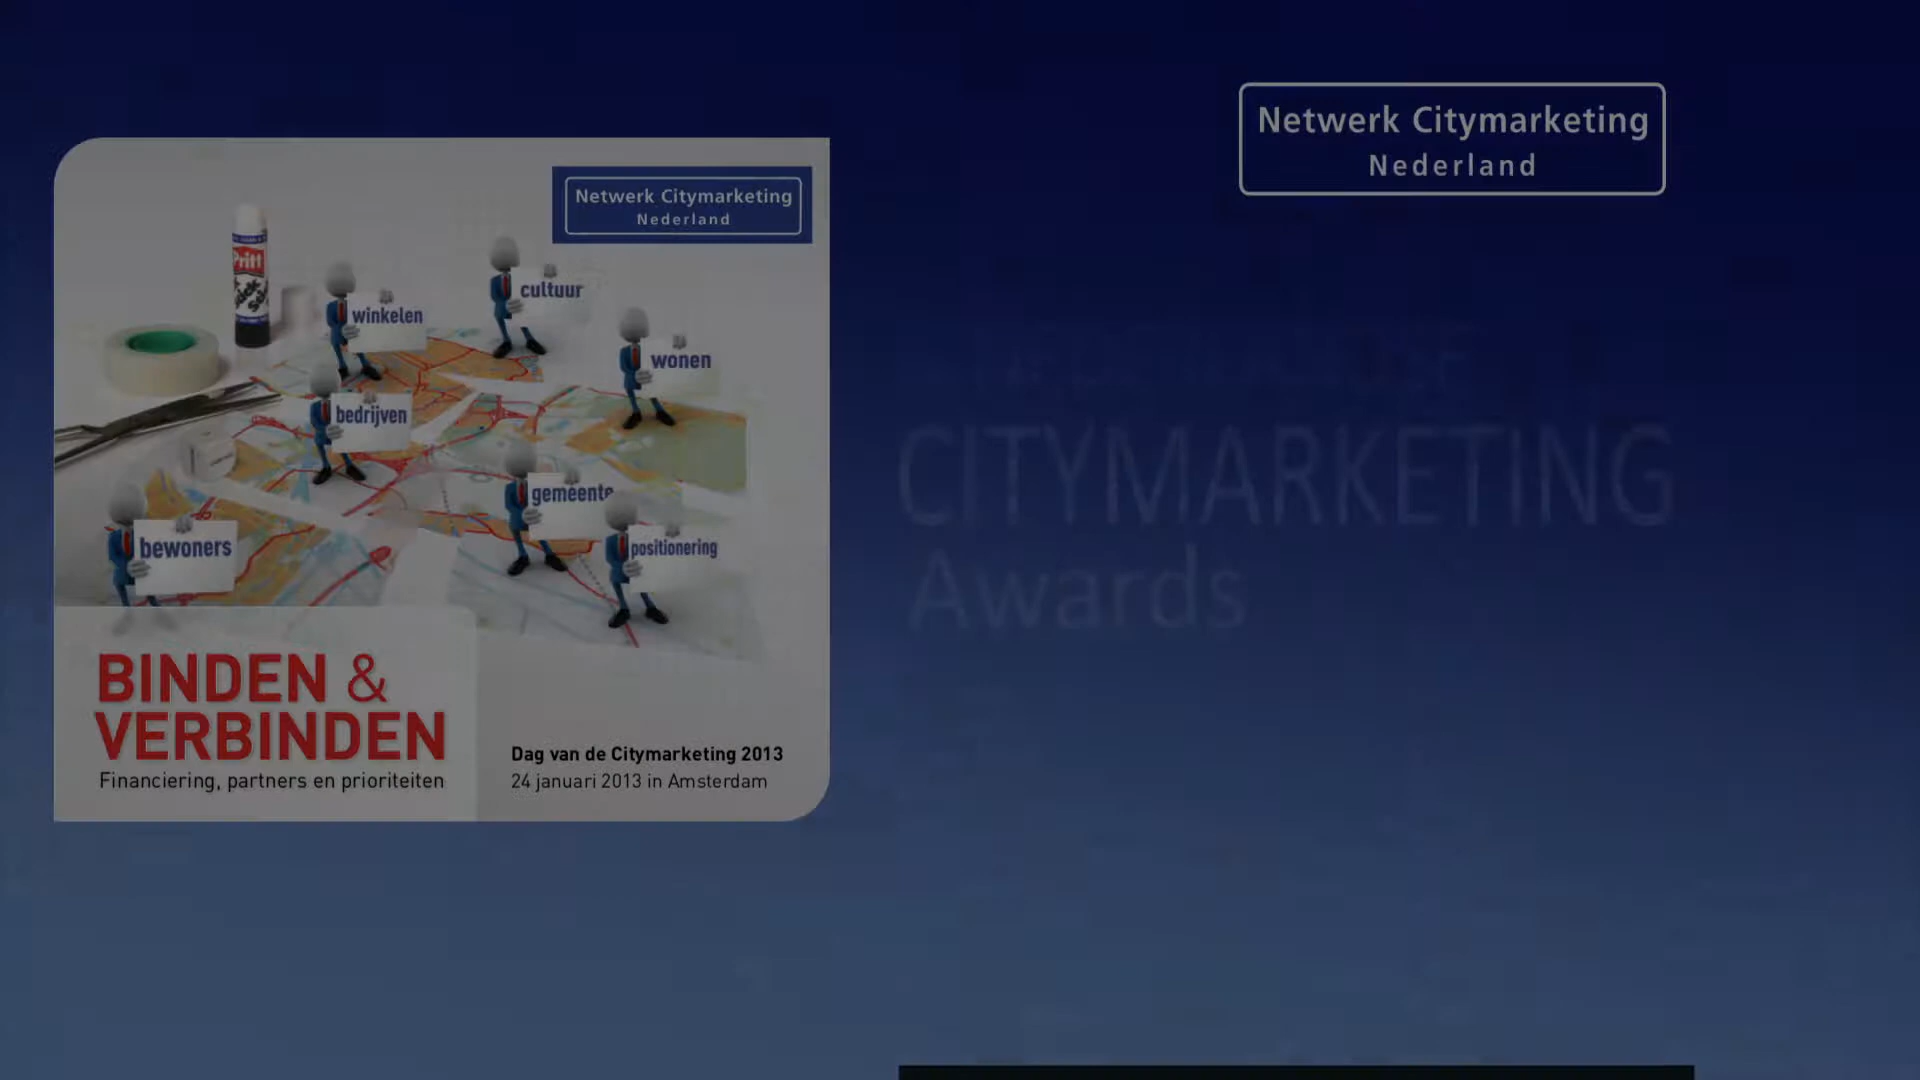 Netwerk Citymarketing
Nederland
Netwerk Citymarketing
Nederland
Pritt
cultuur
winkelen
wonen
bedrijven
gemeente
bewoners
positionering
BINDEN &
VERBINDEN
Financiering, partners en prioriteiten
Dag van de Citymarketing 2013
24 januari 2013 in Amsterdam
CITYMARKETING
Awards